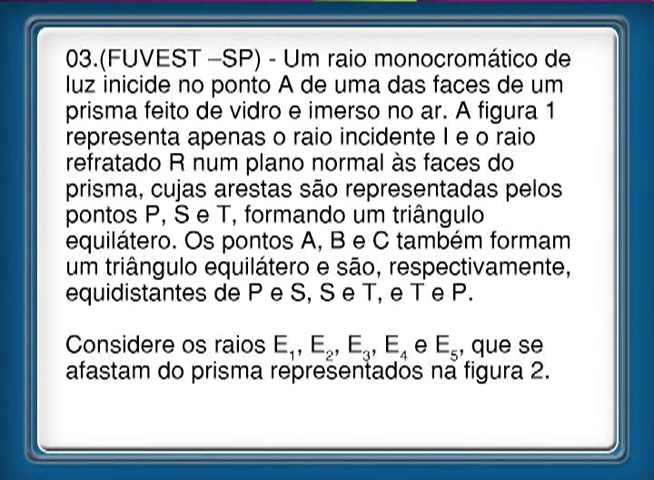 03.(FUVEST –SP) - Um raio monocromático de
luz inicide no ponto A de uma das faces de um
prisma feito de vidro e imerso no ar. A figura 1
representa apenas o raio incidente I e o raio
refratado R num plano normal às faces do
prisma, cujas arestas são representadas pelos
pontos P, S e T, formando um triângulo
equilátero. Os pontos A, B e C também formam
um triângulo equilátero e são, respectivamente,
equidistantes de P e S, S e T, e T e P.
Considere os raios E₁, E₂, E₃, E₄ e E₅, que se
afastam do prisma representados na figura 2.